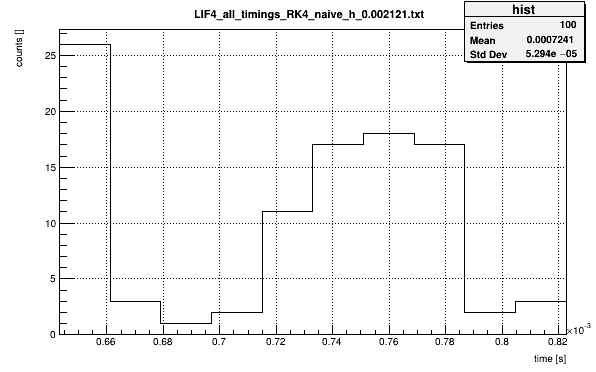 LIF4_all_timings_RK4_naive_h_0.002121.txt
hist
Entries 100
Mean 0.0007241
Std Dev 5.294e −05
counts []
25
20
15
10
5
0
0.66 0.68 0.7 0.72 0.74 0.76 0.78 0.8 0.82
×10⁻³
time [s]